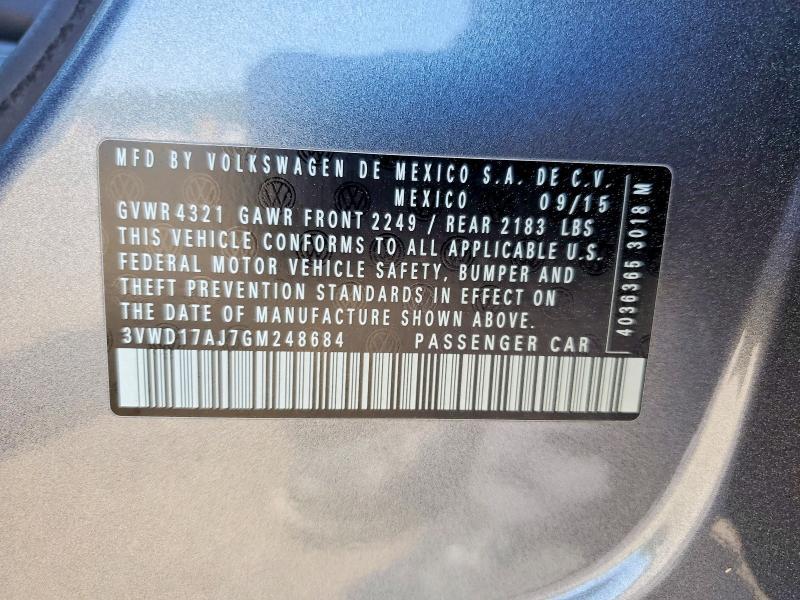 MFD BY VOLKSWAGEN DE MEXICO S.A. DE C.V.
MEXICO 09/15
GVWR 4321 GAWR FRONT 2249 / REAR 2183 LBS
THIS VEHICLE CONFORMS TO ALL APPLICABLE U.S.
FEDERAL MOTOR VEHICLE SAFETY, BUMPER AND
THEFT PREVENTION STANDARDS IN EFFECT ON
THE DATE OF MANUFACTURE SHOWN ABOVE.
3VWD17AJ7GM248684 PASSENGER CAR
4036365 3018 M